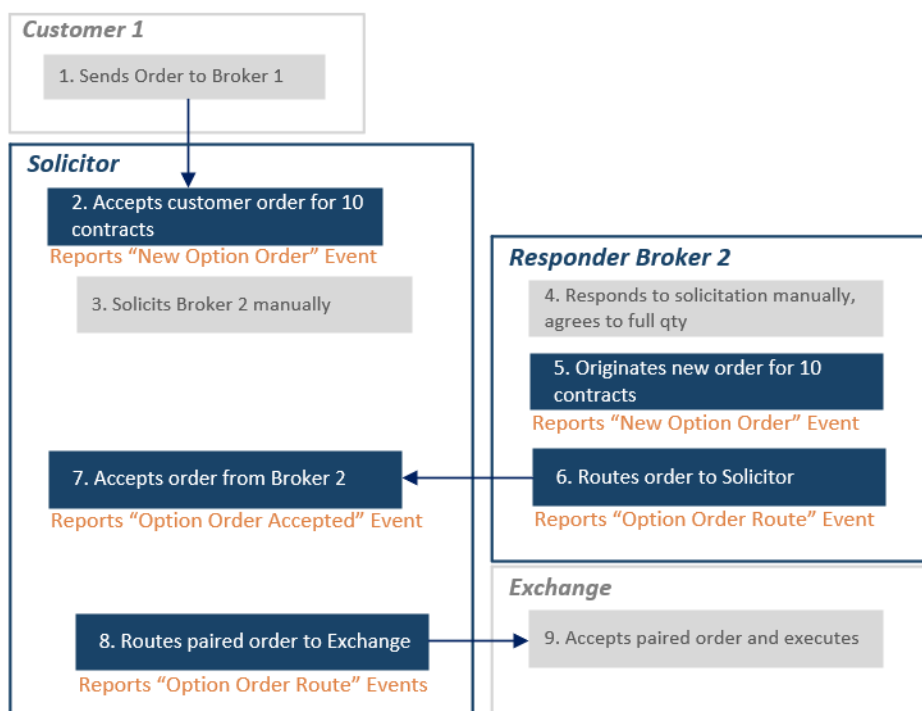 Customer 1
1. Sends Order to Broker 1
Solicitor
2. Accepts customer order for 10
contracts
Reports “New Option Order” Event
3. Solicits Broker 2 manually
Responder Broker 2
4. Responds to solicitation manually,
agrees to full qty
5. Originates new order for 10
contracts
Reports “New Option Order” Event
6. Routes order to Solicitor
Reports “Option Order Route” Event
7. Accepts order from Broker 2
Reports “Option Order Accepted” Event
8. Routes paired order to Exchange
Reports “Option Order Route” Events
Exchange
9. Accepts paired order and executes